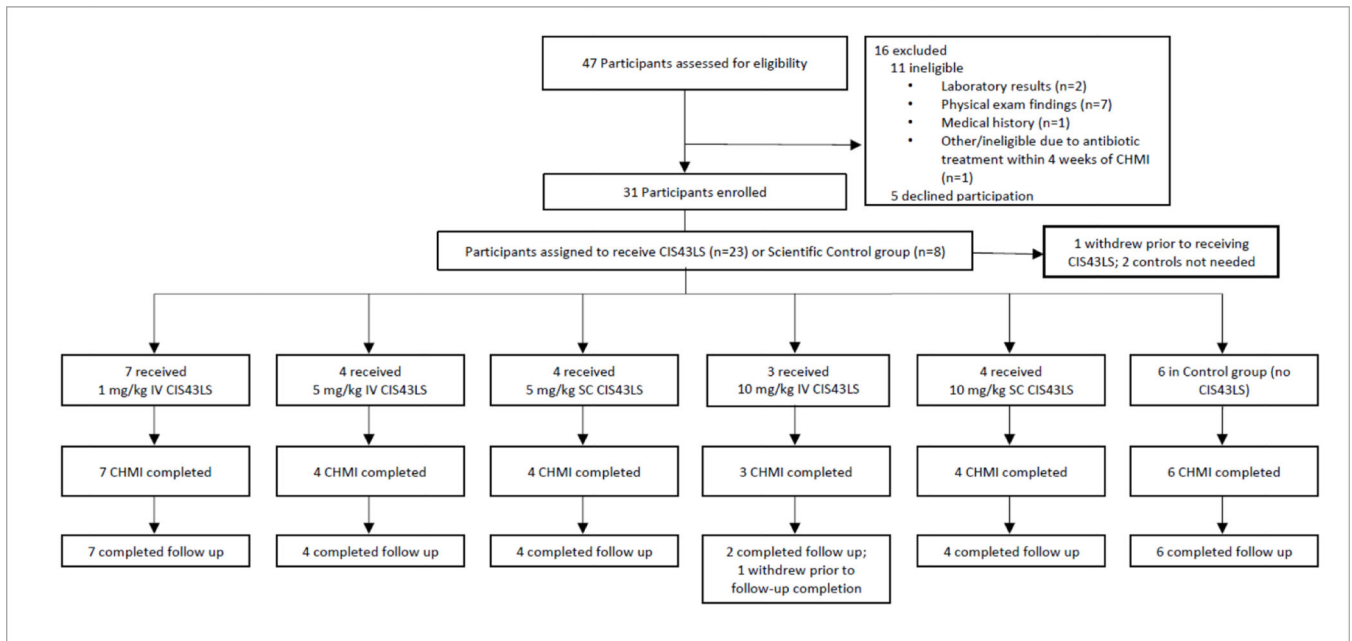 47 Participants assessed for eligibility
16 excluded
11 ineligible
• Laboratory results (n=2)
• Physical exam findings (n=7)
• Medical history (n=1)
• Other/ineligible due to antibiotic
treatment within 4 weeks of CHMI
(n=1)
5 declined participation
31 Participants enrolled
Participants assigned to receive CIS43LS (n=23) or Scientific Control group (n=8)
1 withdrew prior to receiving
CIS43LS; 2 controls not needed
7 received
1 mg/kg IV CIS43LS
4 received
5 mg/kg IV CIS43LS
4 received
5 mg/kg SC CIS43LS
3 received
10 mg/kg IV CIS43LS
4 received
10 mg/kg SC CIS43LS
6 in Control group (no
CIS43LS)
7 CHMI completed
4 CHMI completed
4 CHMI completed
3 CHMI completed
4 CHMI completed
6 CHMI completed
7 completed follow up
4 completed follow up
4 completed follow up
2 completed follow up;
1 withdrew prior to
follow-up completion
4 completed follow up
6 completed follow up